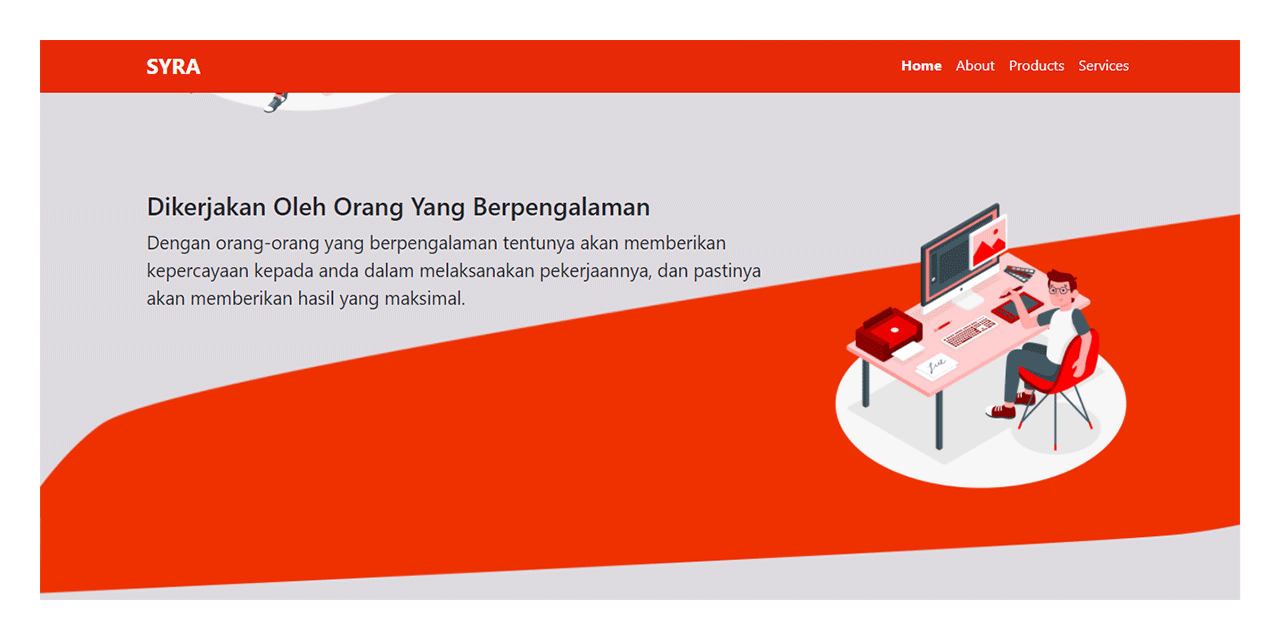 SYRA
Home About Products Services
Dikerjakan Oleh Orang Yang Berpengalaman
Dengan orang-orang yang berpengalaman tentunya akan memberikan
kepercayaan kepada anda dalam melaksanakan pekerjaannya, dan pastinya
akan memberikan hasil yang maksimal.